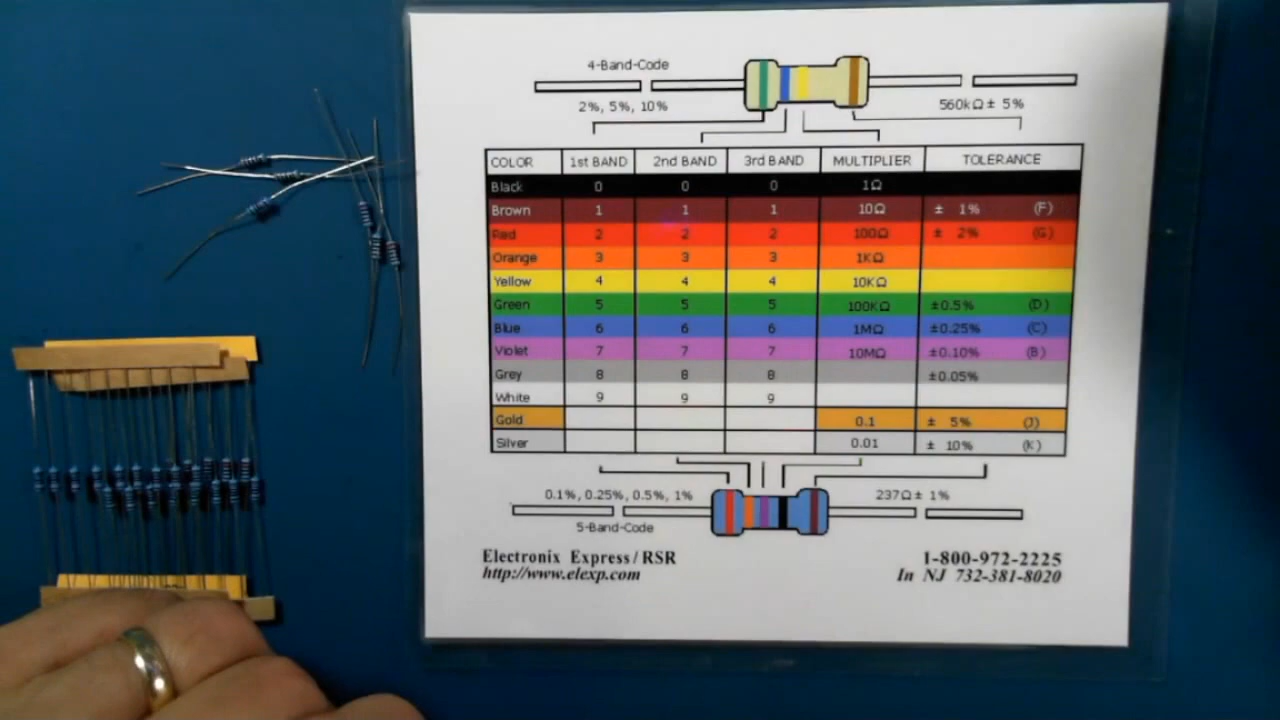 4-Band-Code
2%, 5%, 10%
560kΩ ± 5%
COLOR 1st BAND 2nd BAND 3rd BAND MULTIPLIER TOLERANCE
Black 0 0 0 1Ω
Brown 1 1 1 10Ω ± 1% (F)
Red 2 2 2 100Ω ± 2% (G)
Orange 3 3 3 1KΩ
Yellow 4 4 4 10KΩ
Green 5 5 5 100KΩ ±0.5% (D)
Blue 6 6 6 1MΩ ±0.25% (C)
Violet 7 7 7 10MΩ ±0.10% (B)
Grey 8 8 8 ±0.05%
White 9 9 9
Gold 0.1 ± 5% (J)
Silver 0.01 ± 10% (K)
0.1%, 0.25%, 0.5%, 1%
237Ω ± 1%
5-Band-Code
Electronix Express/RSR
http://www.elexp.com
1-800-972-2225
In NJ 732-381-8020